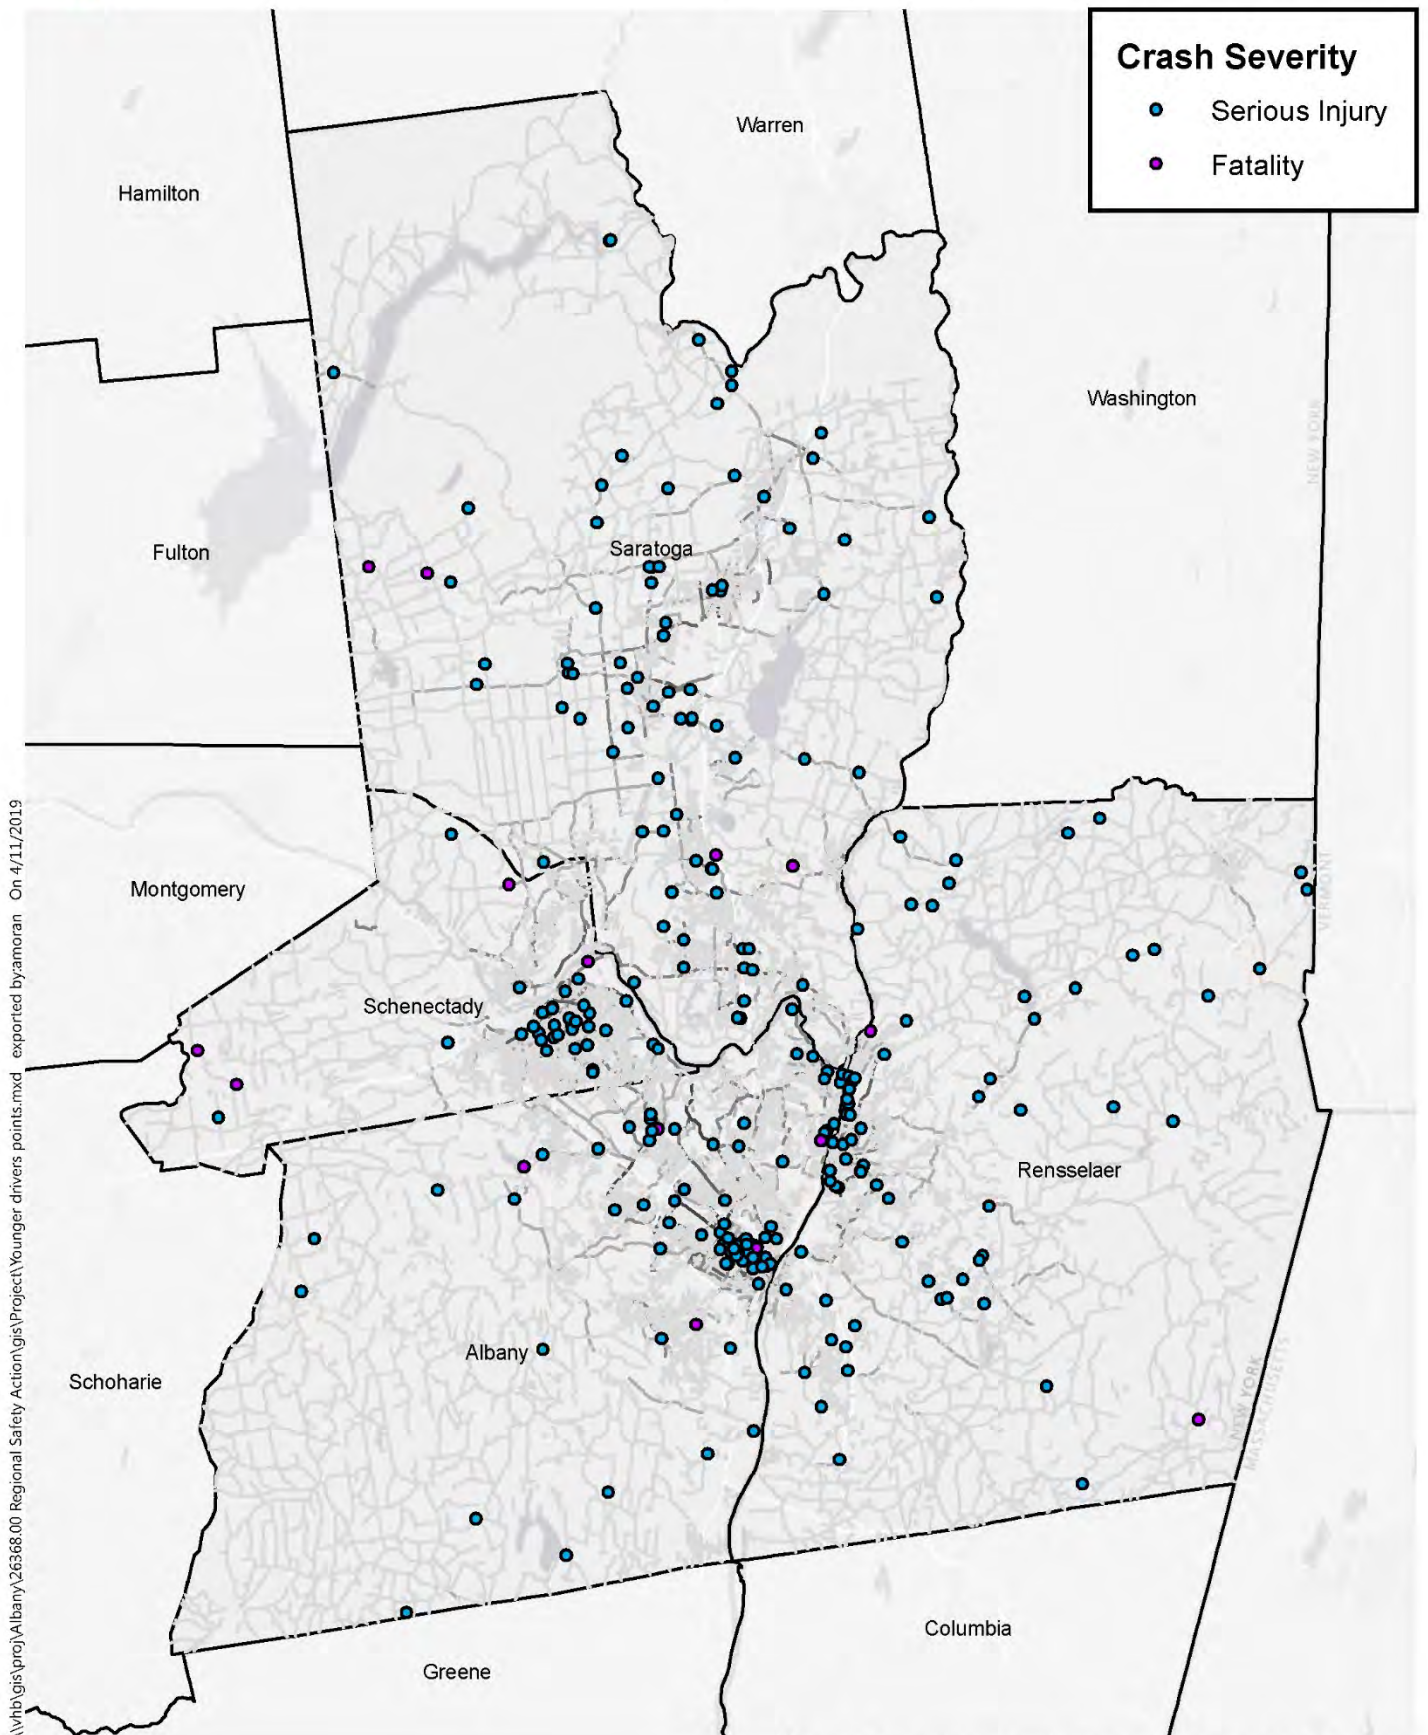 Crash Severity
Serious Injury
Fatality
Warren
Hamilton
Washington
NEW YORK
Fulton
Saratoga
Montgomery
VERMONT
Schenectady
Rensselaer
Albany
Schoharie
NEW YORK
MASSACHUSETTS
Columbia
Greene
\\vhb\gis\proj\Albany\26368.00 Regional Safety Action\gis\Project\Younger drivers points.mxd exported by:amoran On 4/11/2019